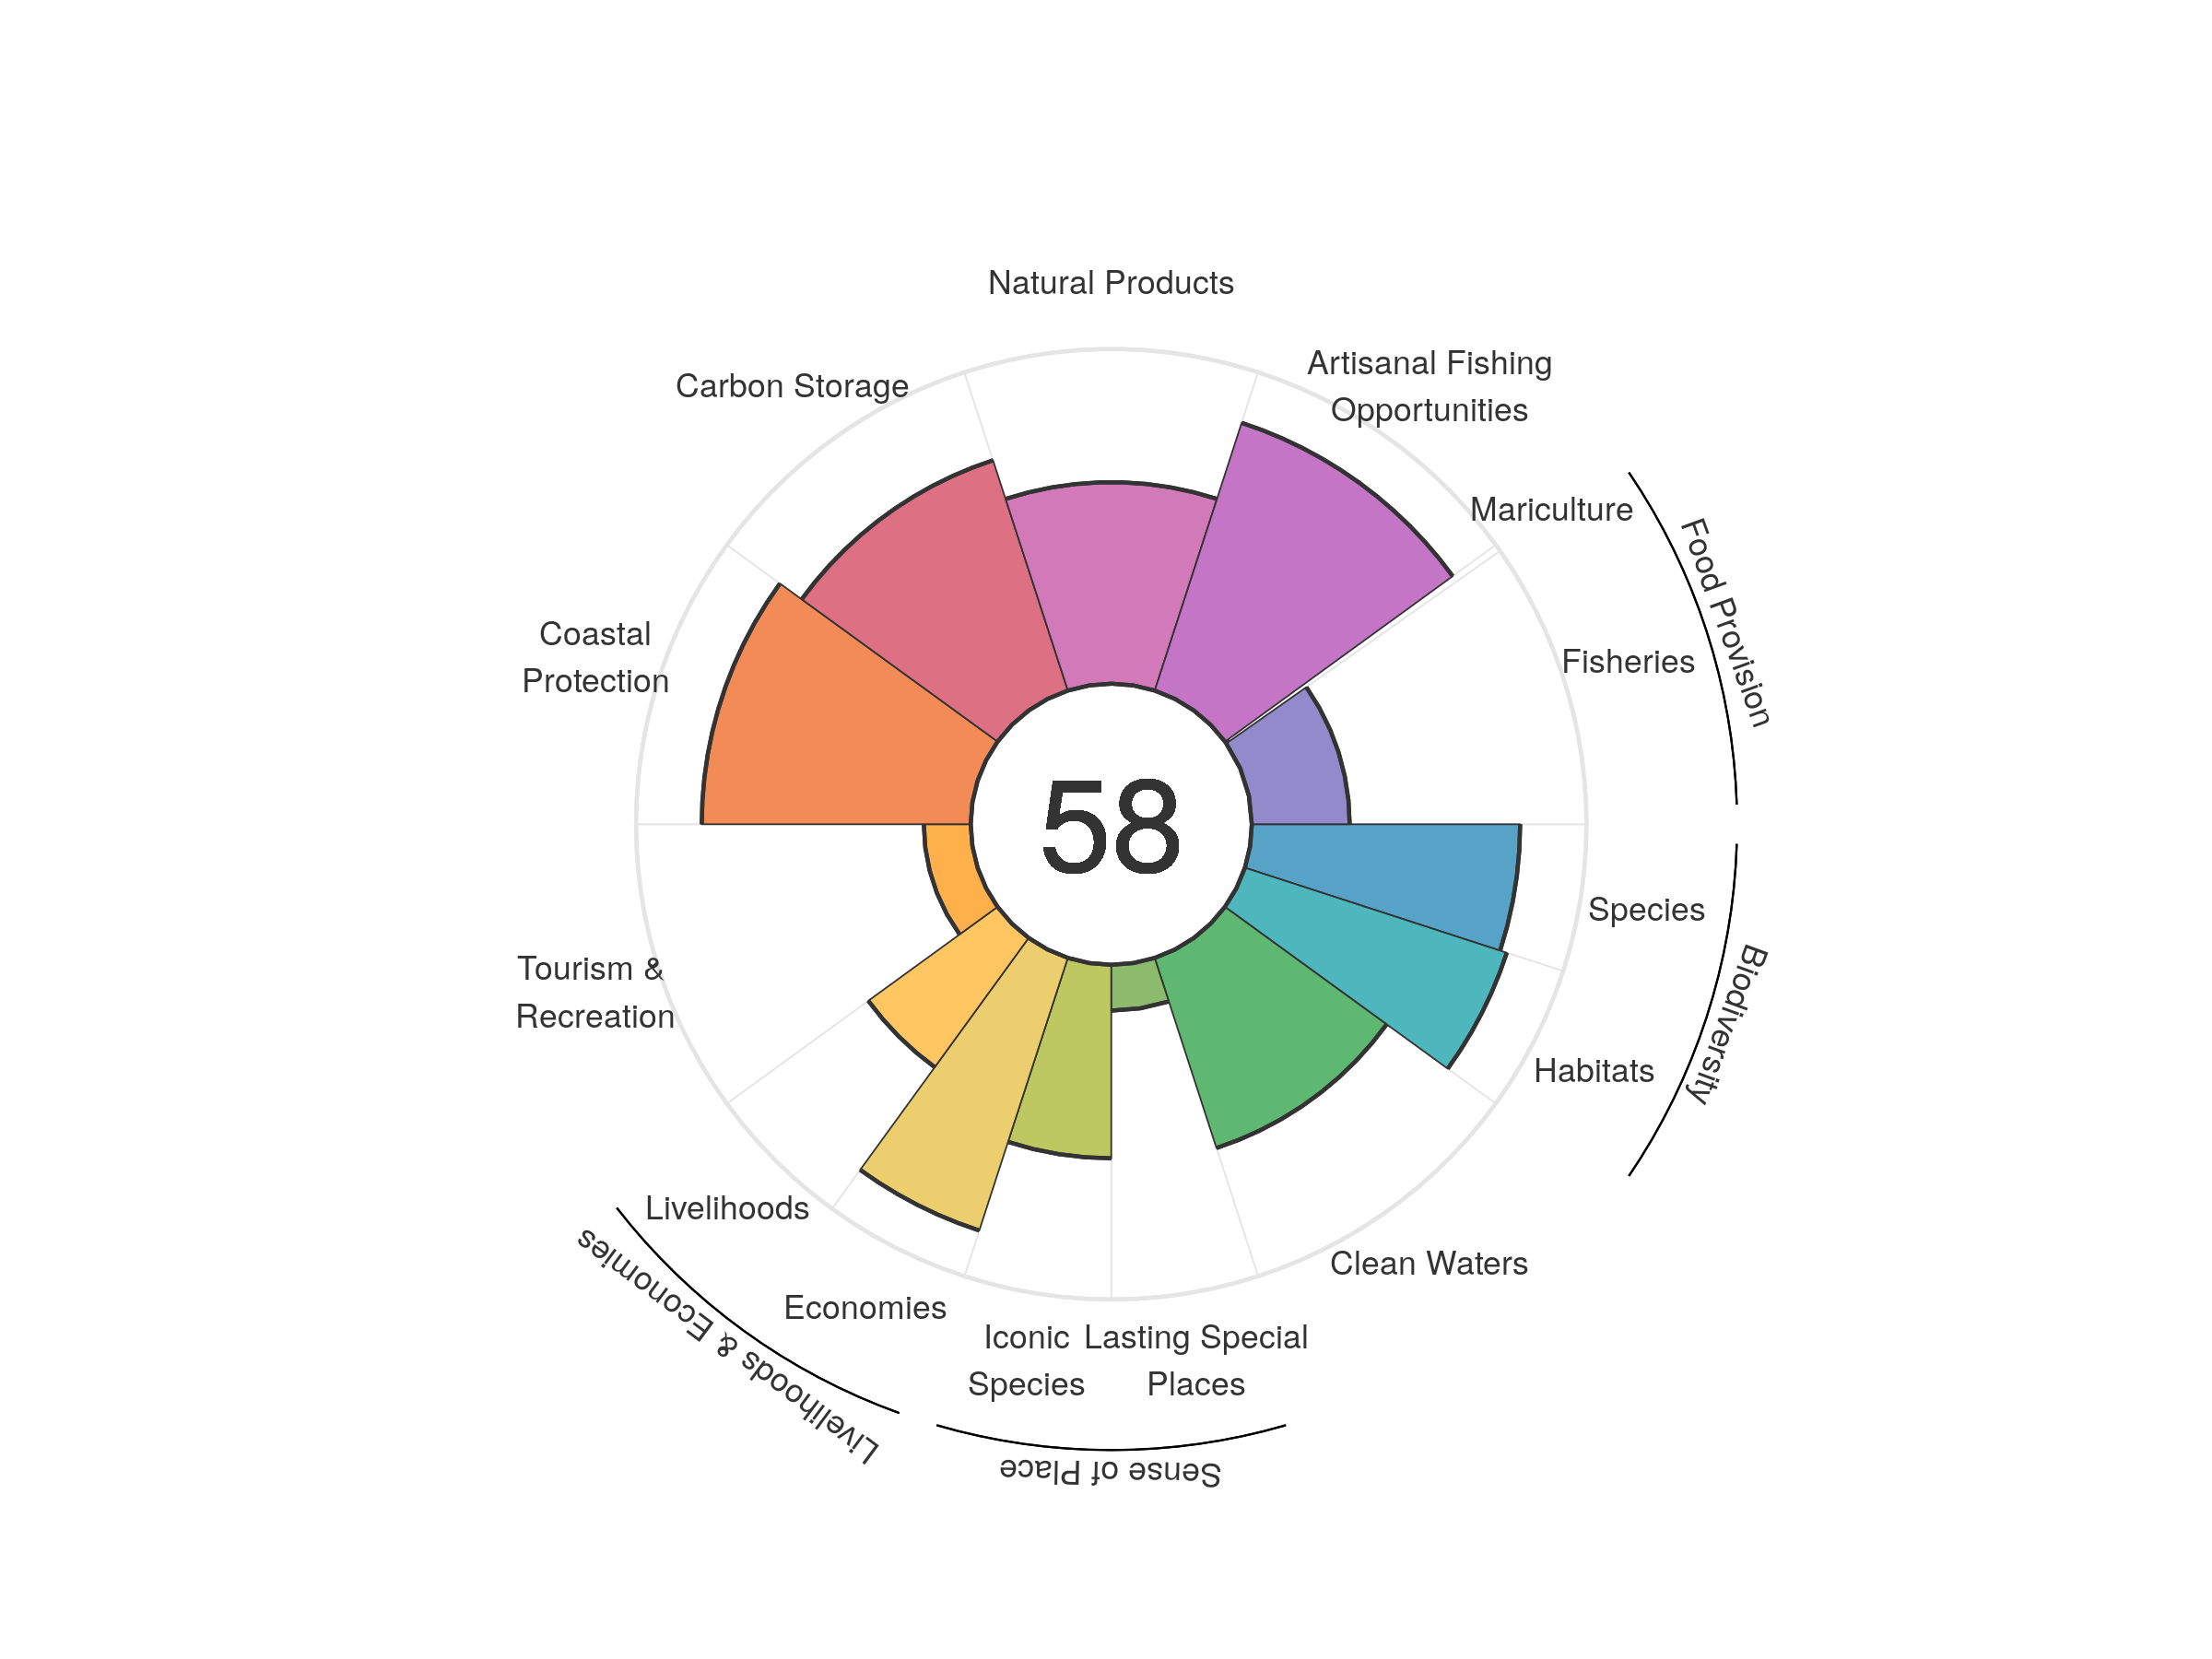 Natural Products
Artisanal Fishing
Opportunities
Carbon Storage
Mariculture
Food Provision
Coastal
Protection
Fisheries
58
Species
Biodiversity
Tourism &
Recreation
Habitats
Livelihoods
Clean Waters
Livelihoods & Economies
Economies
Iconic
Species
Lasting Special
Places
Sense of Place